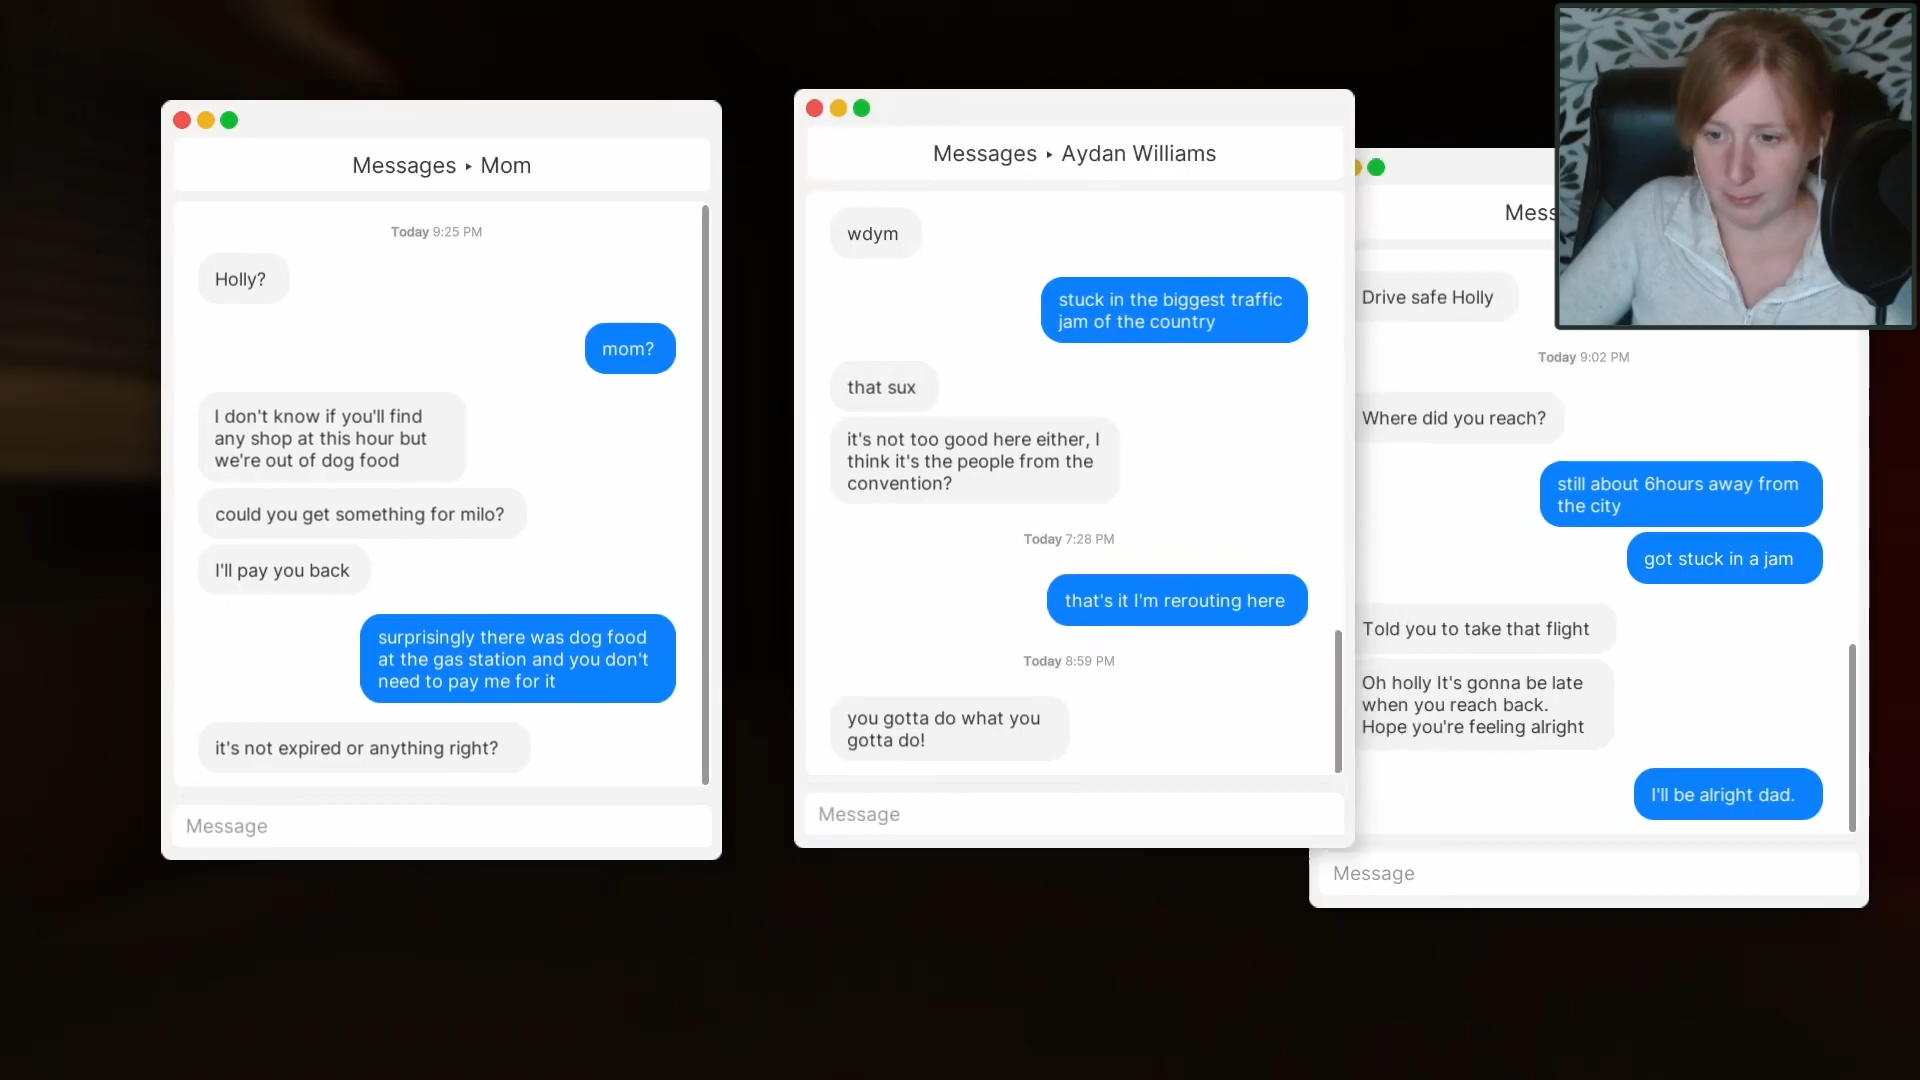 Messages ▸ Mom
Today 9:25 PM
Holly?
mom?
I don't know if you'll find
any shop at this hour but
we're out of dog food
could you get something for milo?
I'll pay you back
surprisingly there was dog food
at the gas station and you don't
need to pay me for it
it's not expired or anything right?
Message
Messages ▸ Aydan Williams
wdym
stuck in the biggest traffic
jam of the country
that sux
it's not too good here either, I
think it's the people from the
convention?
Today 7:28 PM
that's it I'm rerouting here
Today 8:59 PM
you gotta do what you
gotta do!
Message
Mess
Drive safe Holly
Today 9:02 PM
Where did you reach?
still about 6hours away from
the city
got stuck in a jam
Told you to take that flight
Oh holly It's gonna be late
when you reach back.
Hope you're feeling alright
I'll be alright dad.
Message